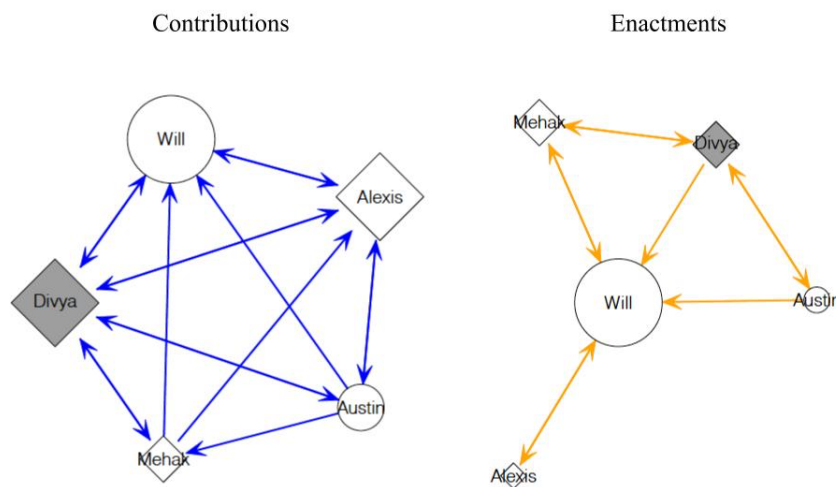 Contributions
Will
Alexis
Divya
Austin
Mehak
Enactments
Mehak
Divya
Will
Austin
Alexis